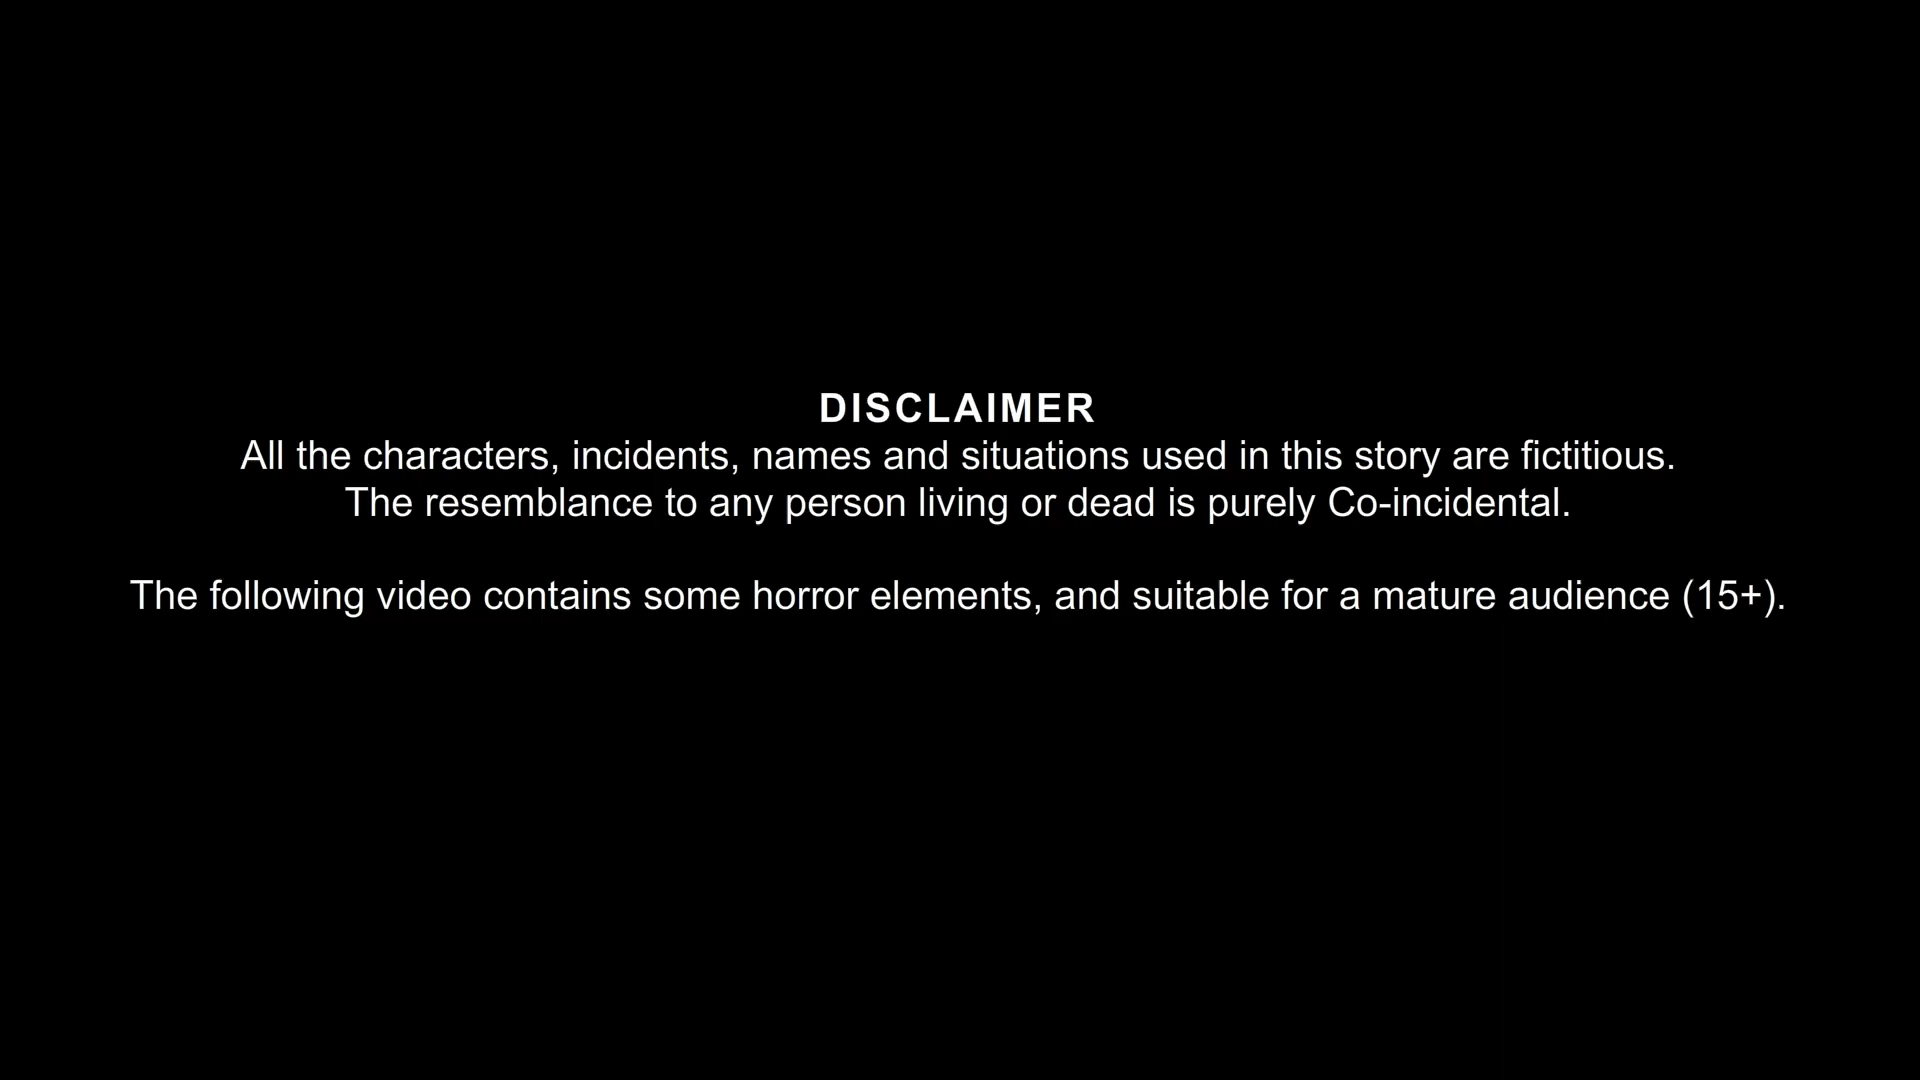 DISCLAIMER
All the characters, incidents, names and situations used in this story are fictitious.
The resemblance to any person living or dead is purely Co-incidental.
The following video contains some horror elements, and suitable for a mature audience (15+).